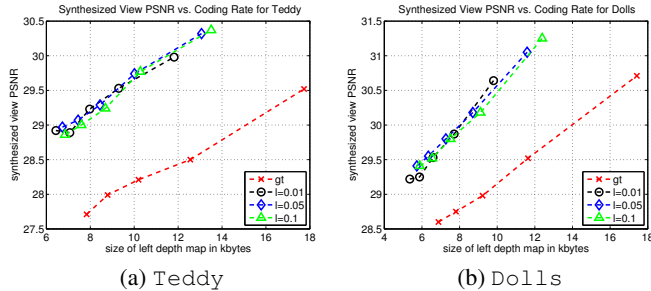 Synthesized View PSNR vs. Coding Rate for Teddy
30.5
30
29.5
29
28.5
28
27.5
6 8 10 12 14 16 18
synthesized view PSNR
size of left depth map in kbytes
gt
l=0.01
l=0.05
l=0.1
(a) Teddy
Synthesized View PSNR vs. Coding Rate for Dolls
31.5
31
30.5
30
29.5
29
28.5
28
27.5
4 6 8 10 12 14 16 18
synthesized view PSNR
size of left depth map in kbytes
gt
l=0.01
l=0.05
l=0.1
(b) Dolls